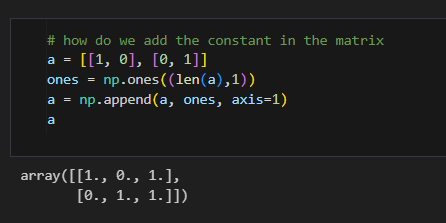 # how do we add the constant in the matrix
a = [[1, 0], [0, 1]]
ones = np.ones((len(a),1))
a = np.append(a, ones, axis=1)
a
array([[1., 0., 1.],
       [0., 1., 1.]])